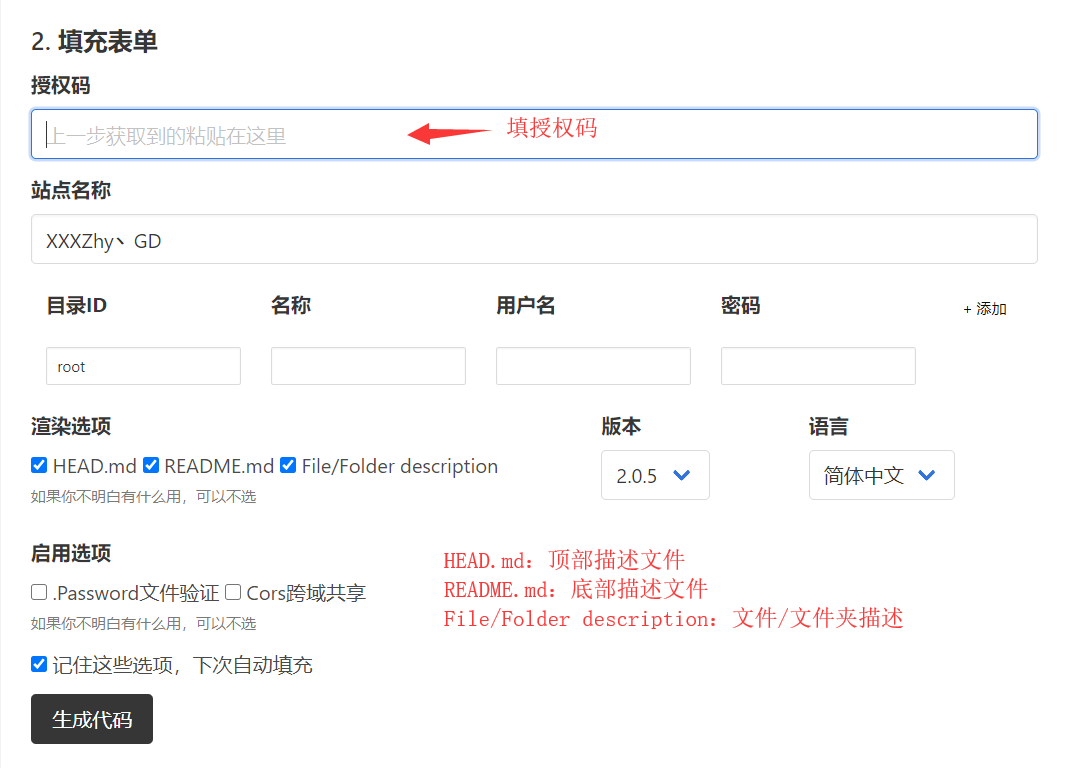 2. 填充表单
授权码
上一步获取到的粘贴在这里
填授权码
站点名称
XXXZhy丶 GD
目录ID 名称 用户名 密码 + 添加
root
渲染选项 版本 语言
HEAD.md README.md File/Folder description 2.0.5 简体中文
如果你不明白有什么用，可以不选
启用选项
.Password文件验证 Cors跨域共享
如果你不明白有什么用，可以不选
HEAD.md：顶部描述文件
README.md：底部描述文件
File/Folder description：文件/文件夹描述
记住这些选项，下次自动填充
生成代码